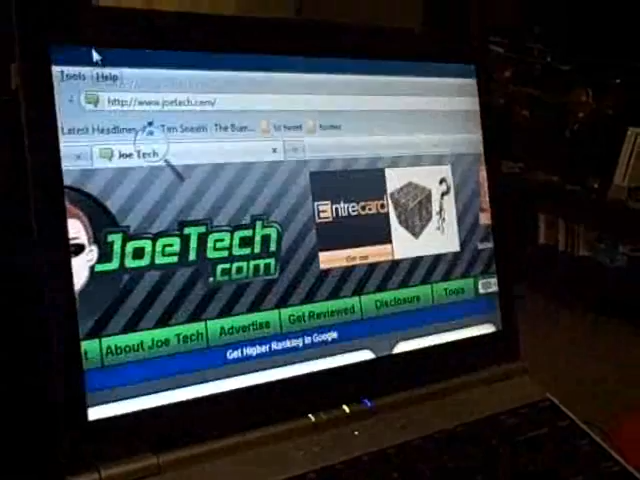 Tools Help
http://www.joetech.com/
Latest Headlines
Joe Tech
JoeTech
.com
Entrecard
About Joe Tech Advertise Get Reviewed Disclosure Tools
Get Higher Ranking in Google